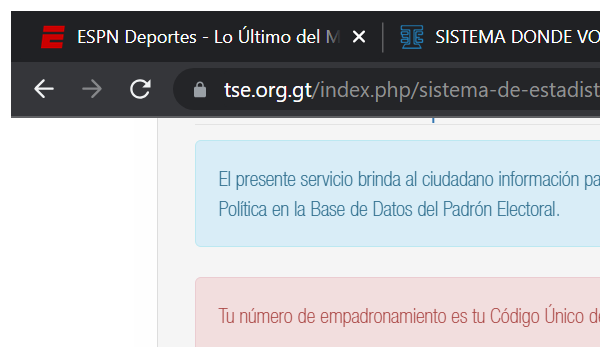 ESPN Deportes - Lo Último del M
SISTEMA DONDE VO
tse.org.gt/index.php/sistema-de-estadist
El presente servicio brinda al ciudadano información pa
Política en la Base de Datos del Padrón Electoral.
Tu número de empadronamiento es tu Código Único de